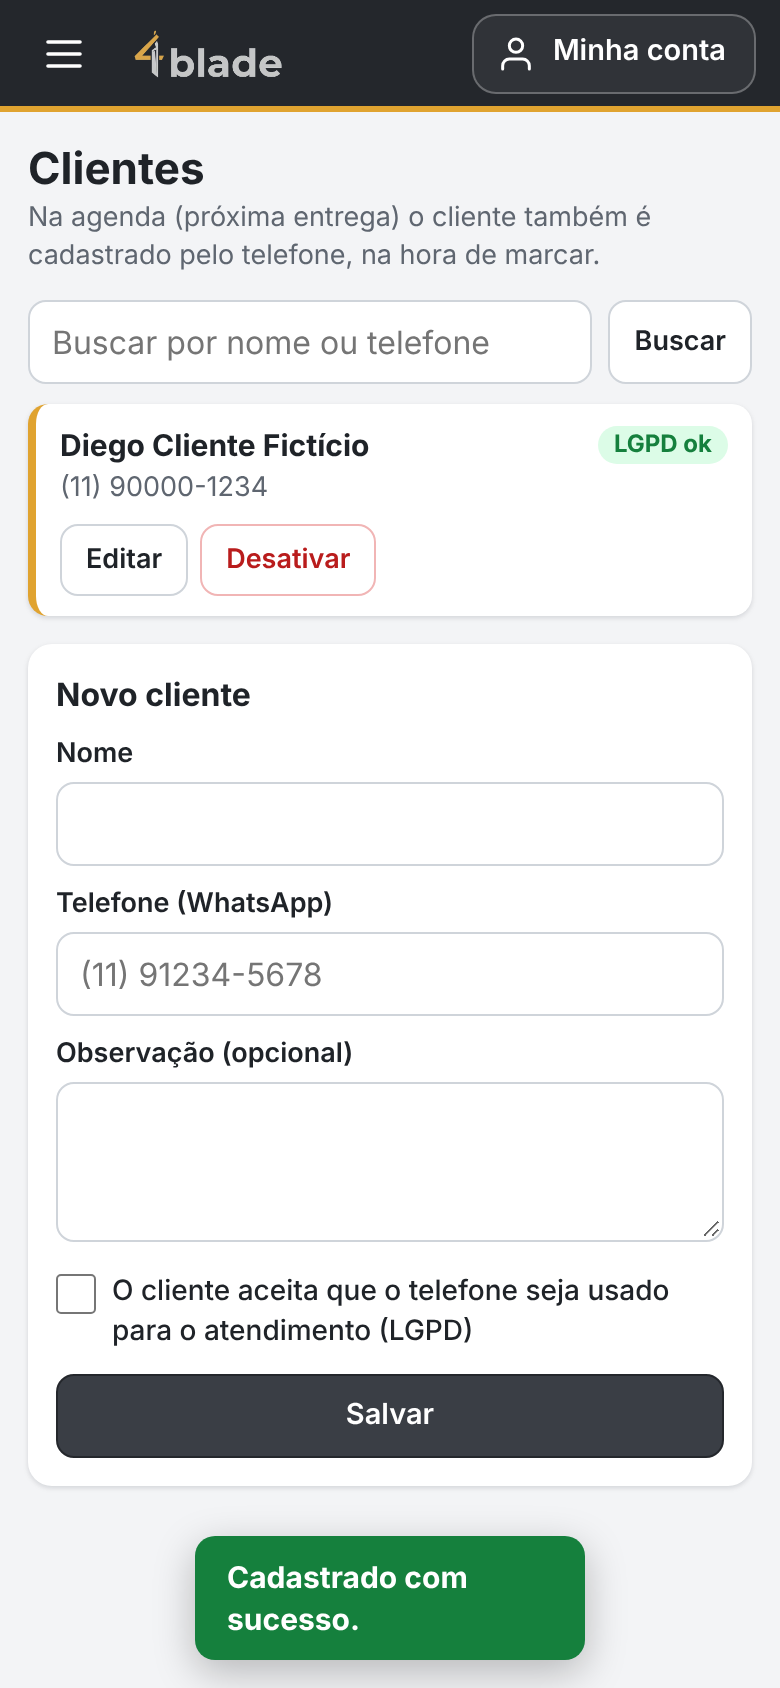 4blade
Minha conta
Clientes
Na agenda (próxima entrega) o cliente também é
cadastrado pelo telefone, na hora de marcar.
Buscar por nome ou telefone
Buscar
Diego Cliente Fictício
LGPD ok
(11) 90000-1234
Editar
Desativar
Novo cliente
Nome
Telefone (WhatsApp)
(11) 91234-5678
Observação (opcional)
O cliente aceita que o telefone seja usado
para o atendimento (LGPD)
Salvar
Cadastrado com
sucesso.